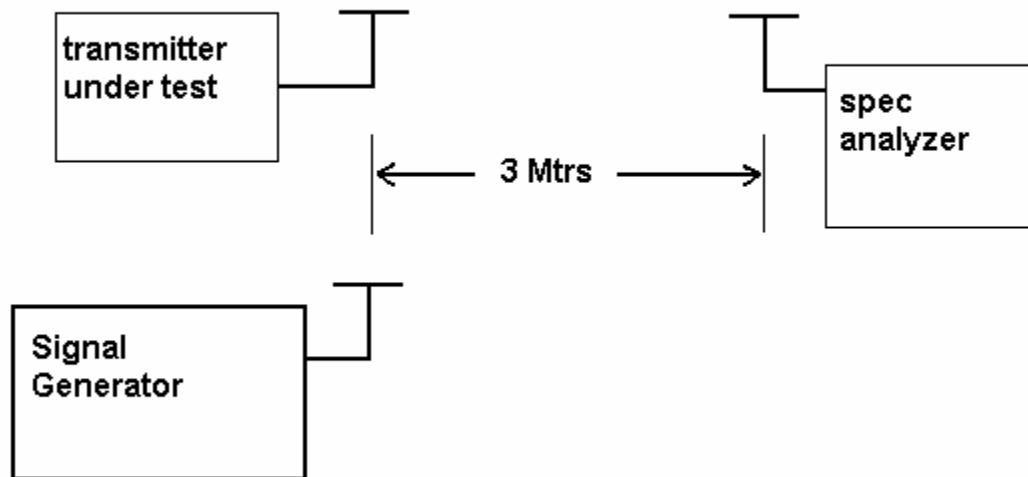 transmitter
under test
spec
analyzer
3 Mtrs
Signal
Generator